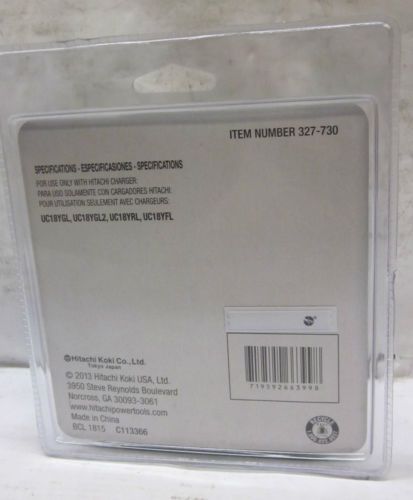 ITEM NUMBER 327-730
SPECIFICATIONS - ESPECIFICASIONES - SPECIFICATIONS
FOR USE ONLY WITH HITACHI CHARGER:
PARA USO SOLAMENTE CON CARGADORES HITACHI:
POUR UTILISATION SEULEMENT AVEC CHARGEURS:
UC18YGL, UC18YGL2, UC18YRL, UC18YFL
Hitachi Koki Co., Ltd.
Tokyo Japan
© 2013 Hitachi Koki USA, Ltd.
3950 Steve Reynolds Boulevard
Norcross, GA 30093-3061
www.hitachipowertools.com
Made in China
BCL 1815 C113366
RECYCLE